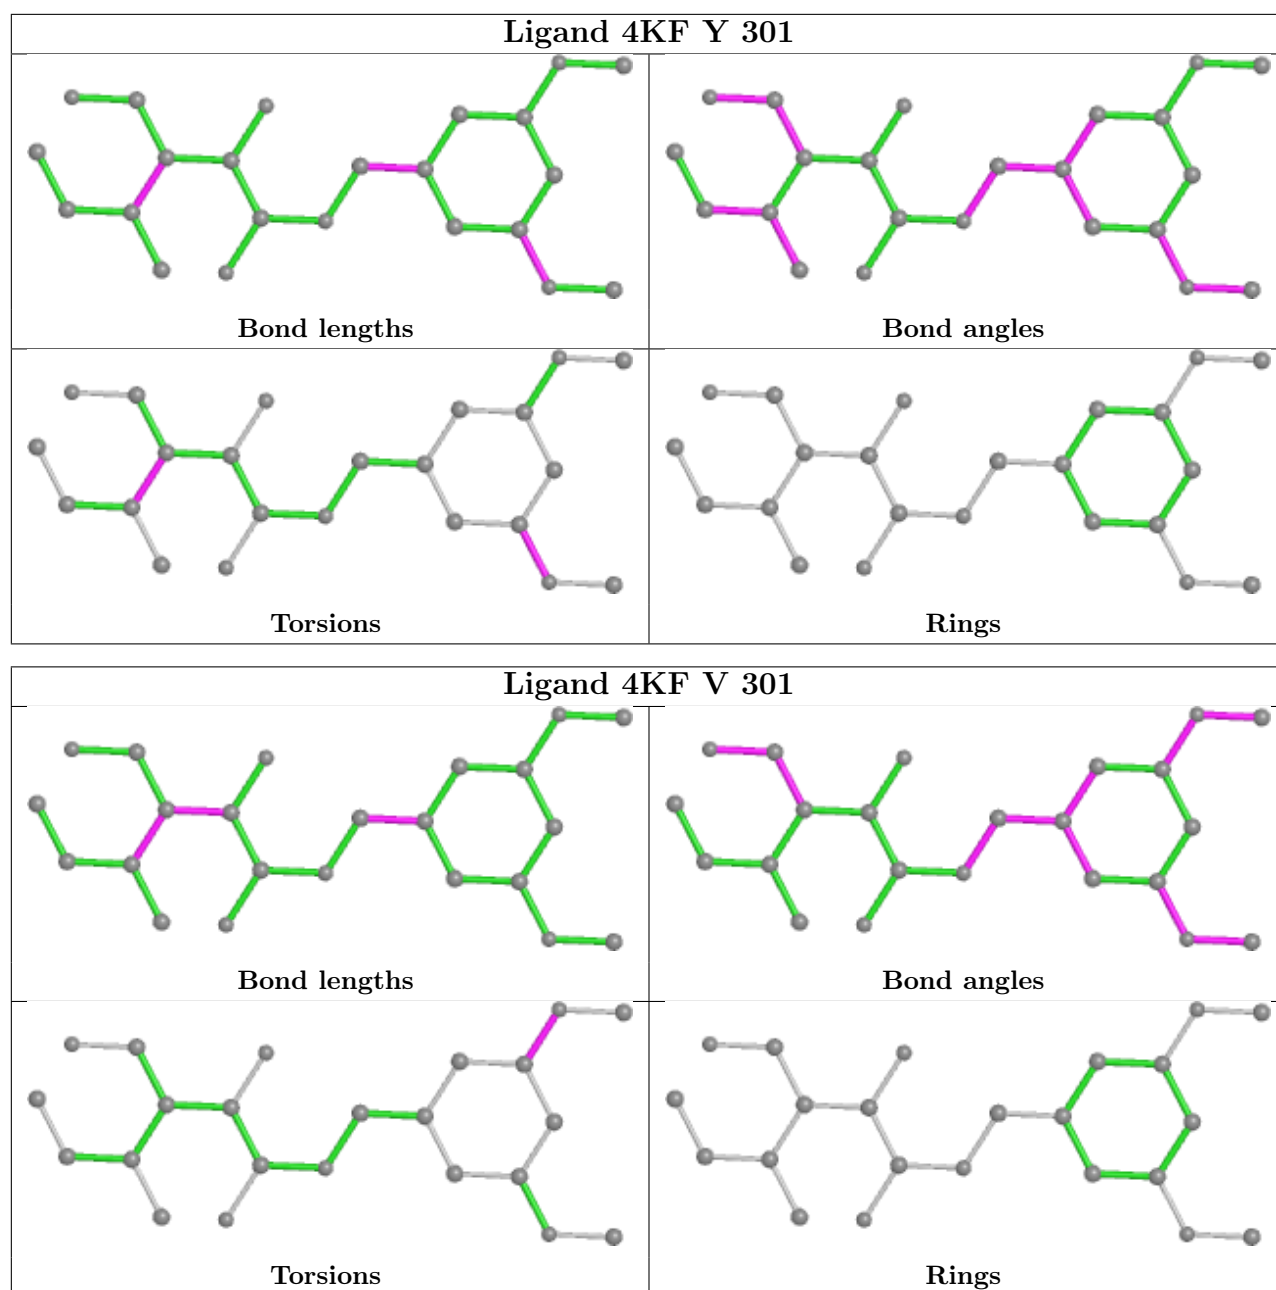 Ligand 4KF Y 301
Bond lengths
Bond angles
Torsions
Rings
Ligand 4KF V 301
Bond lengths
Bond angles
Torsions
Rings